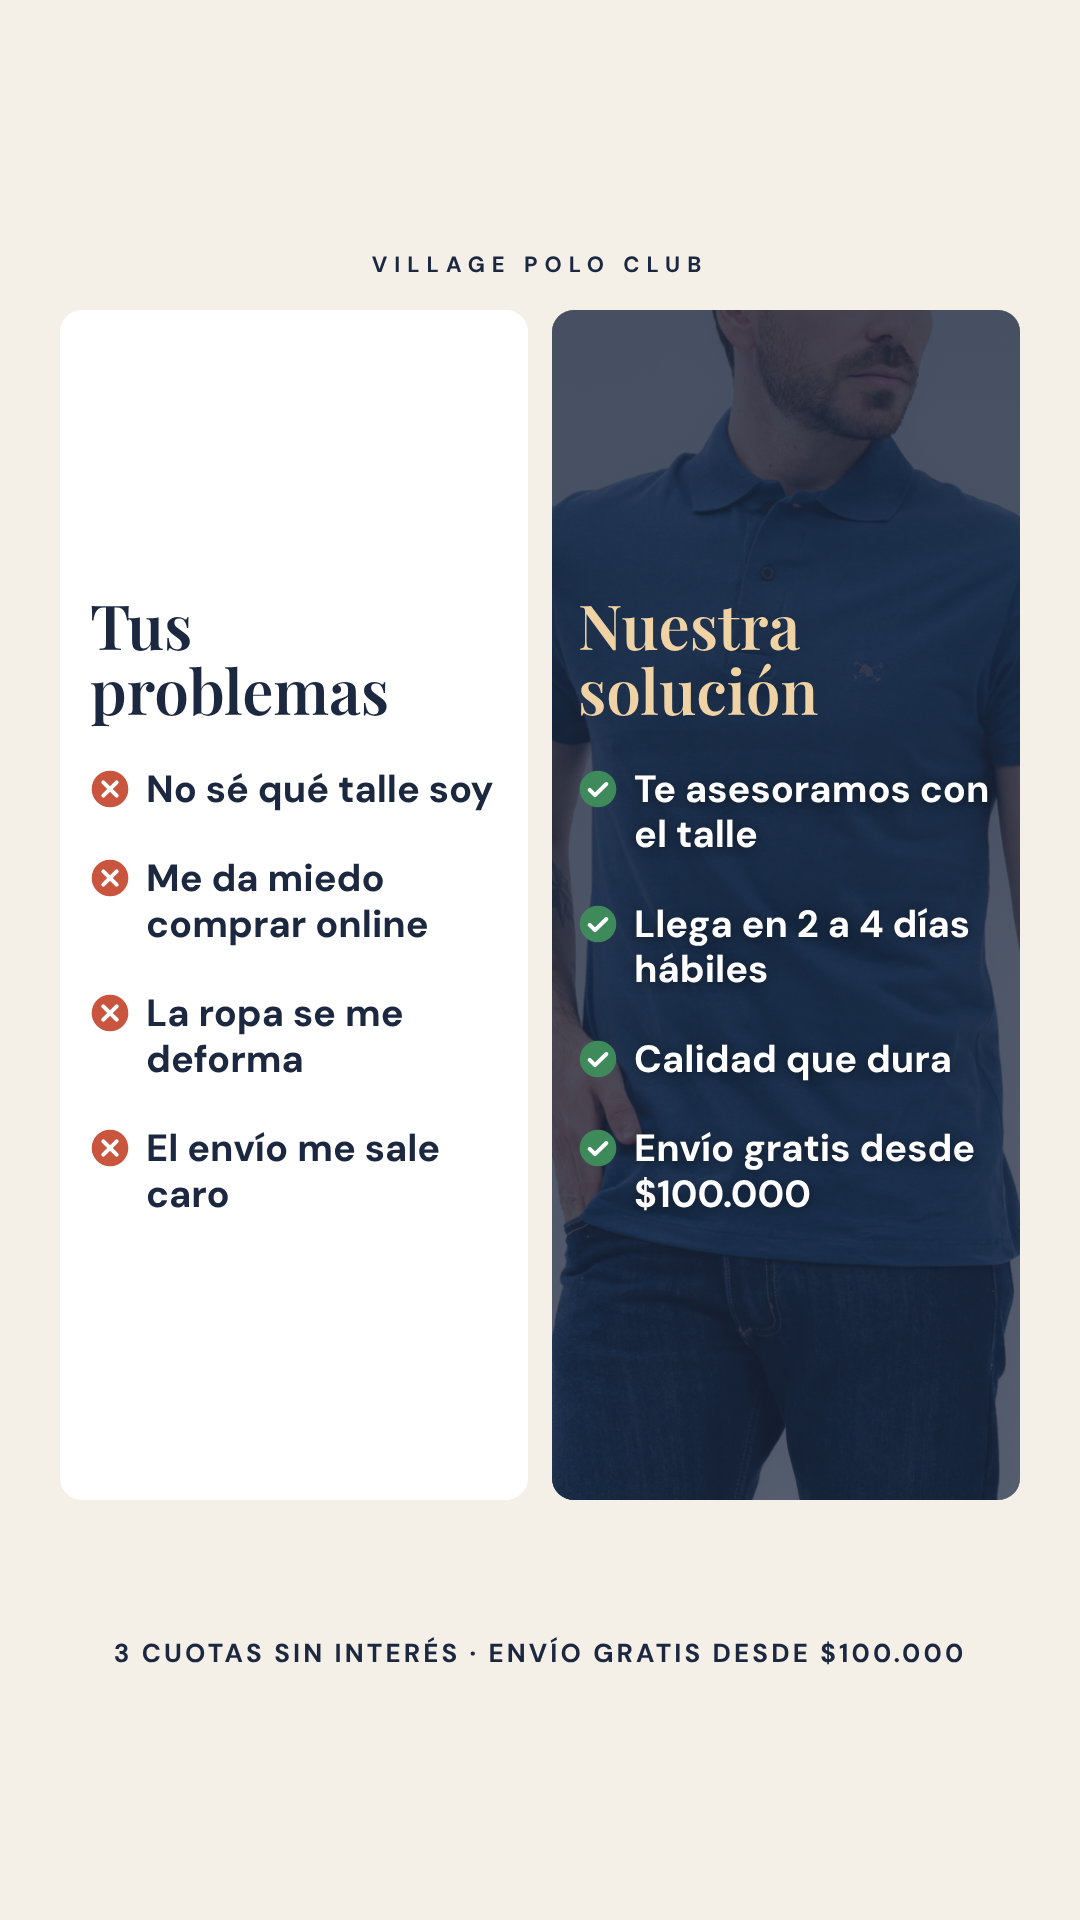 VILLAGE POLO CLUB
Tus
problemas
No sé qué talle soy
Me da miedo
comprar online
La ropa se me
deforma
El envío me sale
caro
Nuestra
solución
Te asesoramos con
el talle
Llega en 2 a 4 días
hábiles
Calidad que dura
Envío gratis desde
$100.000
3 CUOTAS SIN INTERÉS · ENVÍO GRATIS DESDE $100.000